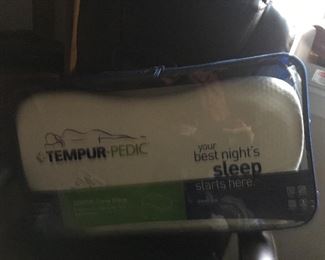 TEMPUR-PEDIC
your
best night's
sleep
starts here.